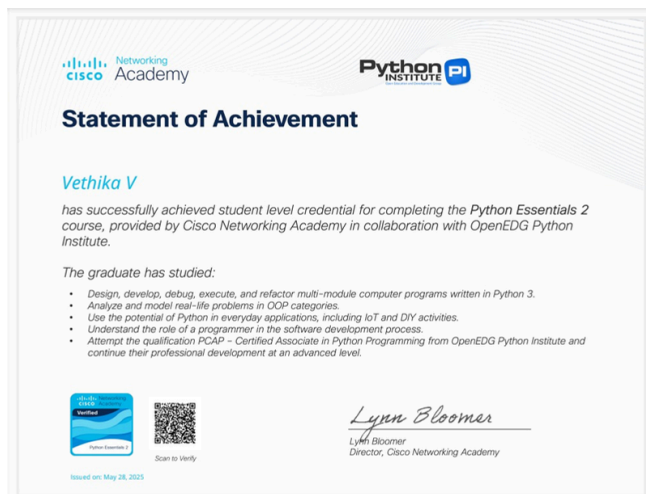 Networking
CISCO Academy
Python
INSTITUTE PI
Statement of Achievement
Vethika V
has successfully achieved student level credential for completing the Python Essentials 2
course, provided by Cisco Networking Academy in collaboration with OpenEDG Python
Institute.
The graduate has studied:
• Design, develop, debug, execute, and refactor multi-module computer programs written in Python 3.
• Analyze and model real-life problems in OOP categories.
• Use the potential of Python in everyday applications, including IoT and DIY activities.
• Understand the role of a programmer in the software development process.
• Attempt the qualification PCAP – Certified Associate in Python Programming from OpenEDG Python Institute and
continue their professional development at an advanced level.
Networking
CISCO Academy
Verified
Python Essentials 2
Scan to Verify
Lynn Bloomer
Lynn Bloomer
Director, Cisco Networking Academy
Issued on: May 28, 2025